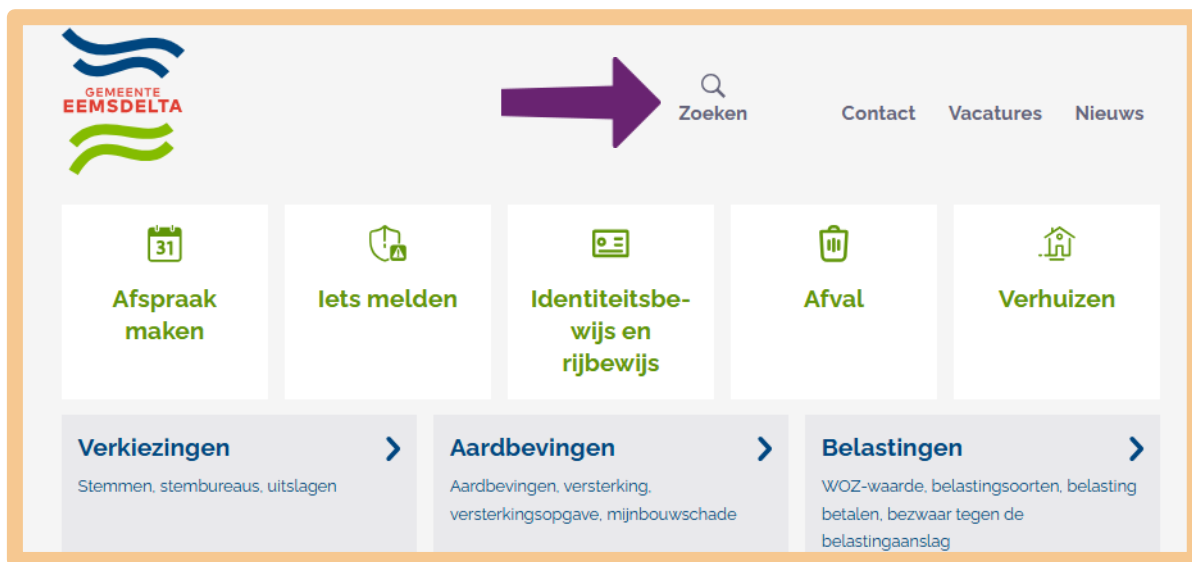 GEMEENTE
EEMSDELTA
Zoeken
Contact
Vacatures
Nieuws
31
Afspraak
maken
Iets melden
Identiteitsbe-
wijs en
rijbewijs
Afval
Verhuizen
Verkiezingen
Stemmen, stembureaus, uitslagen
Aardbevingen
Aardbevingen, versterking,
versterkingsopgave, mijnbouwschade
Belastingen
WOZ-waarde, belastingsoorten, belasting
betalen, bezwaar tegen de
belastingaanslag